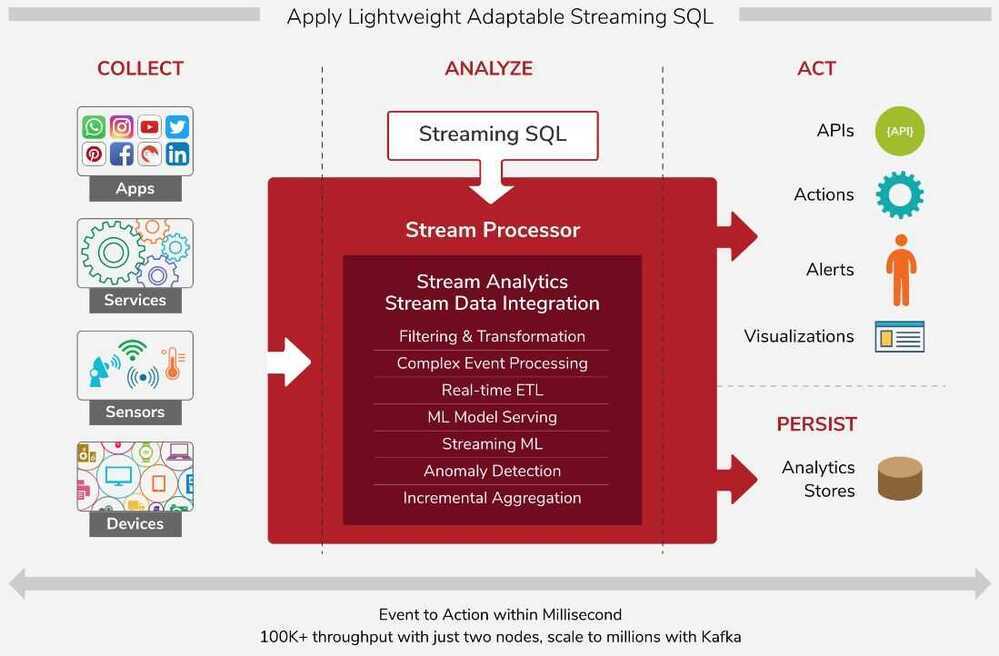 Apply Lightweight Adaptable Streaming SQL
COLLECT
Apps
Services
Sensors
Devices
ANALYZE
Streaming SQL
Stream Processor
Stream Analytics
Stream Data Integration
Filtering & Transformation
Complex Event Processing
Real-time ETL
ML Model Serving
Streaming ML
Anomaly Detection
Incremental Aggregation
ACT
APIs
{API}
Actions
Alerts
Visualizations
PERSIST
Analytics
Stores
Event to Action within Millisecond
100K+ throughput with just two nodes, scale to millions with Kafka